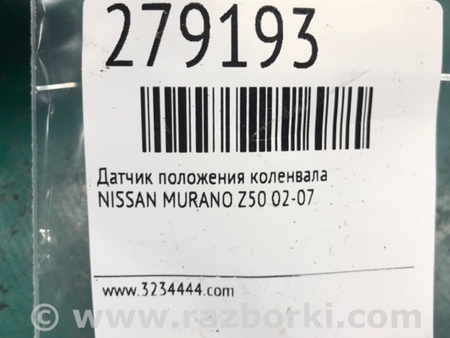 279193
Датчик положения коленвала
NISSAN MURANO Z50 02-07
www.3234444.com
www.razborki.com